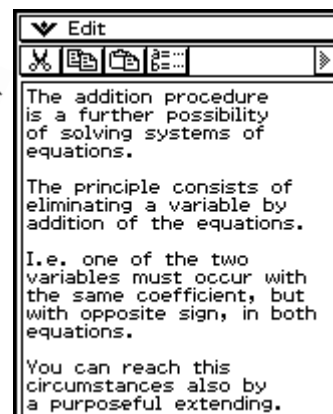 Edit
The addition procedure
is a further possibility
of solving systems of
equations.
The principle consists of
eliminating a variable by
addition of the equations.
I.e. one of the two
variables must occur with
the same coefficient, but
with opposite sign, in both
equations.
You can reach this
circumstances also by
a purposeful extending.